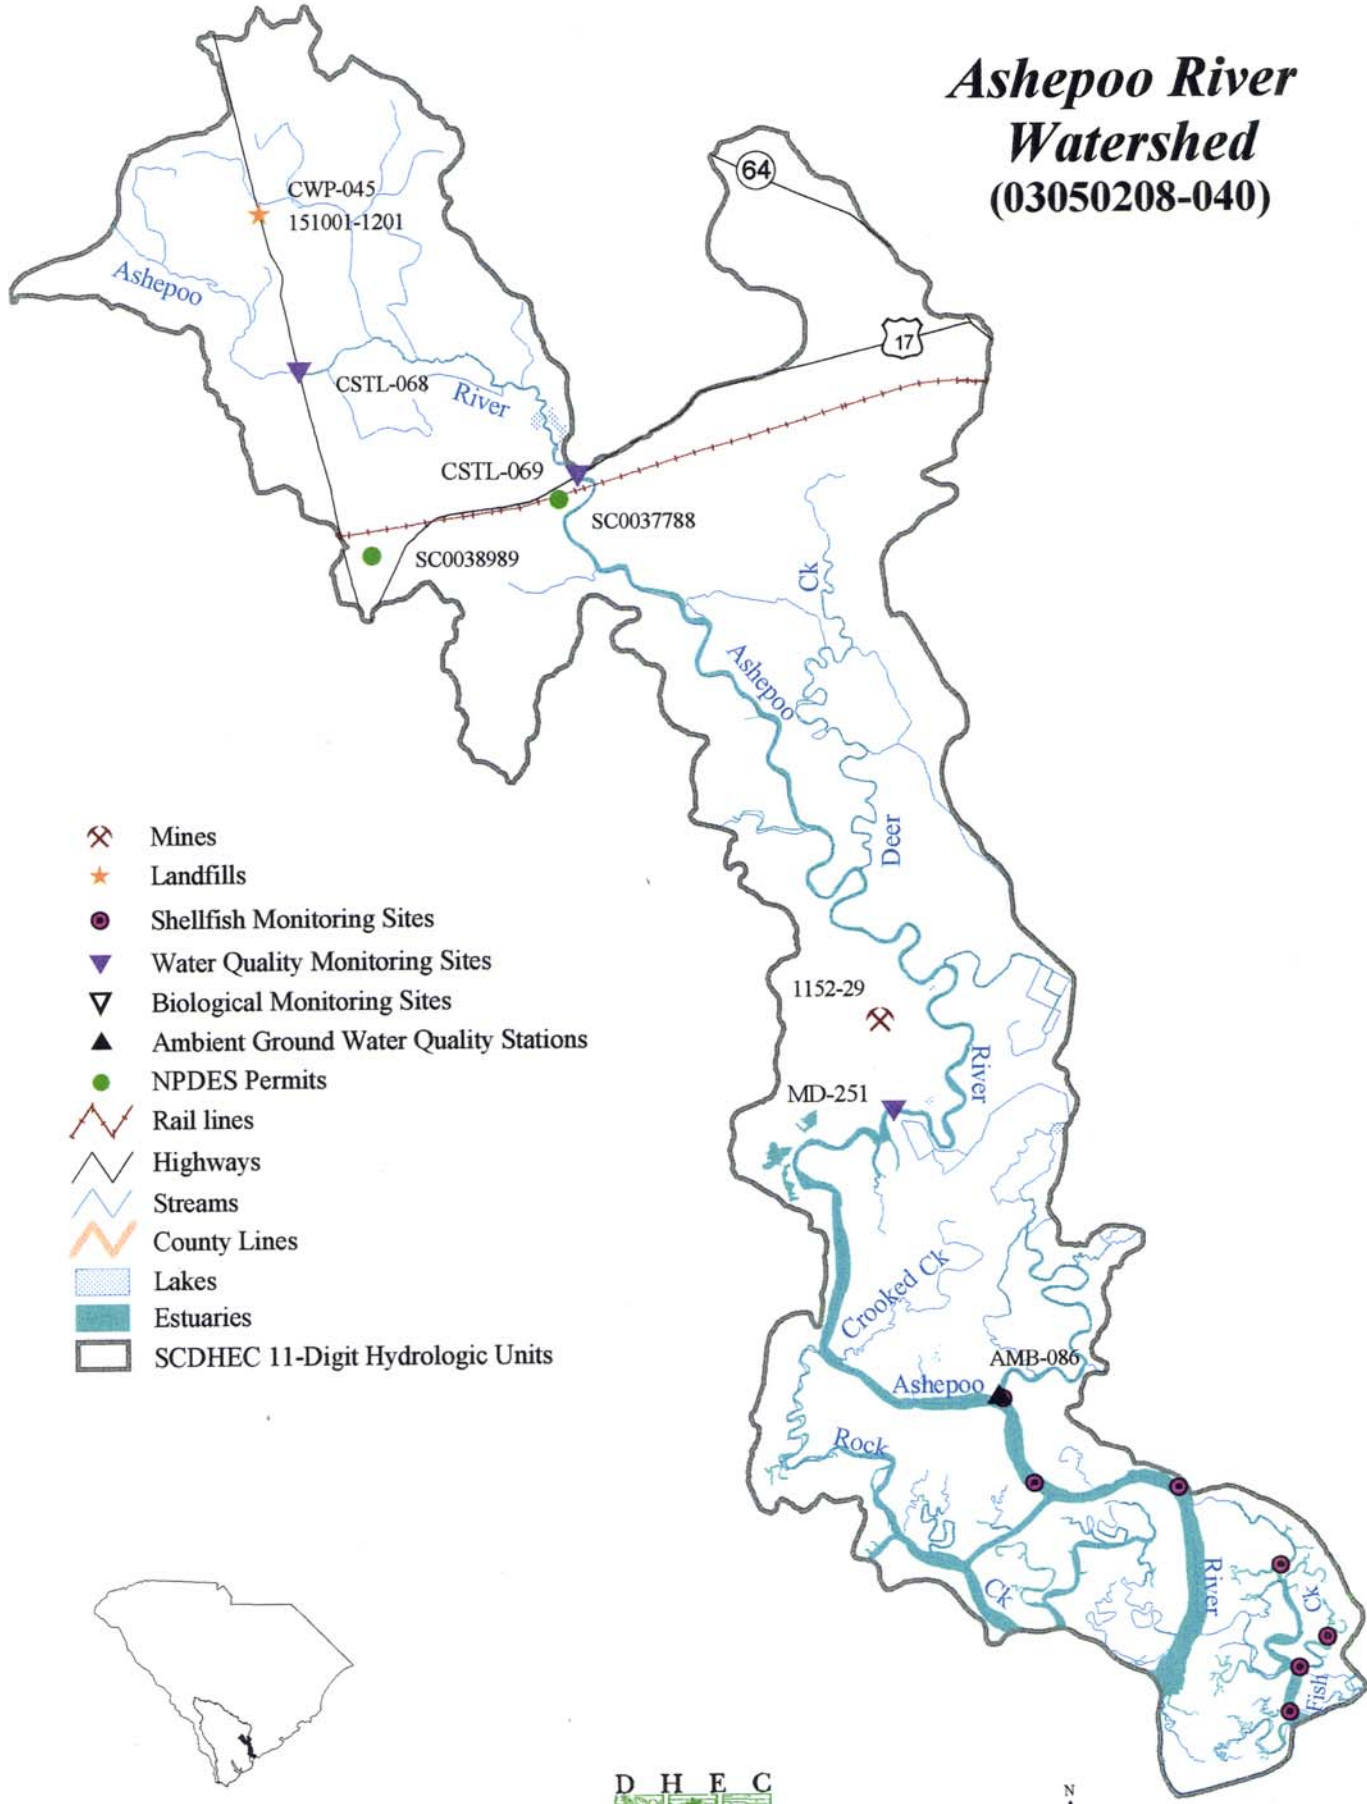 Ashepoo River
Watershed
(03050208-040)
64
CWP-045
151001-1201
Ashepoo
17
CSTL-068
River
CSTL-069
SC0037788
SC0038989
Ck
Ashepoo
Deer
1152-29
River
MD-251
Crooked Ck
AMB-086
Ashepoo
Rock
Ck
River
Ck
Fish
Mines
Landfills
Shellfish Monitoring Sites
Water Quality Monitoring Sites
Biological Monitoring Sites
Ambient Ground Water Quality Stations
NPDES Permits
Rail lines
Highways
Streams
County Lines
Lakes
Estuaries
SCDHEC 11-Digit Hydrologic Units
D H E C
N